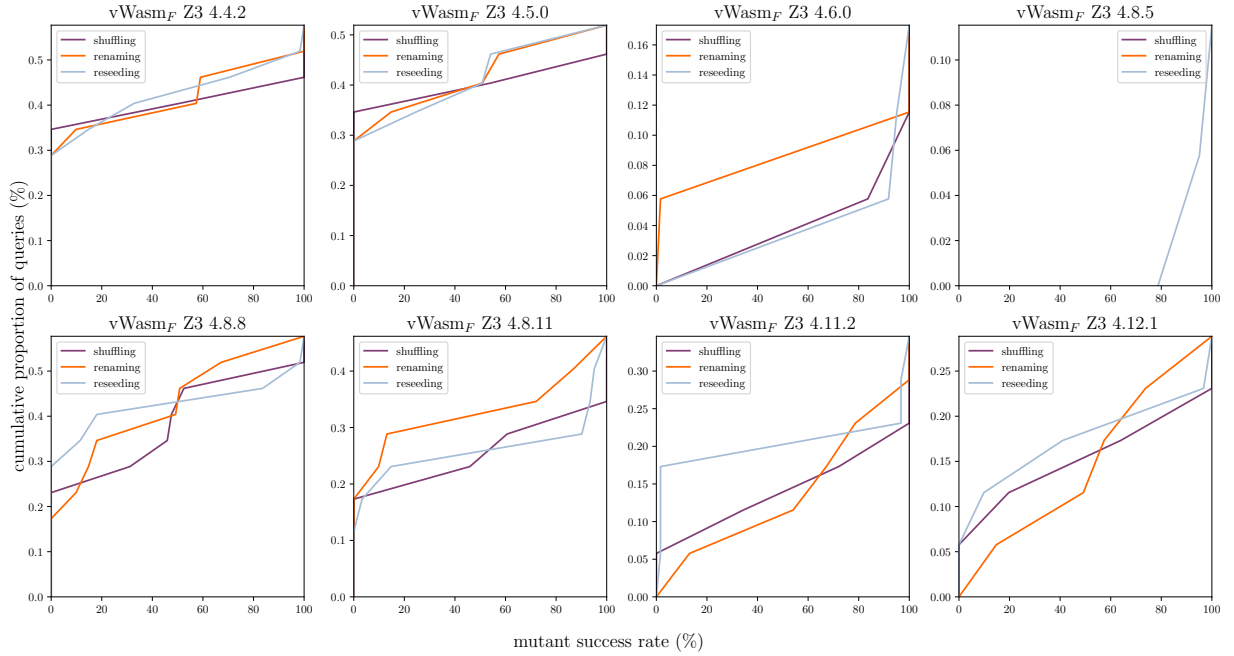 vWasm_F Z3 4.4.2
shuffling
renaming
reseeding
0.5
0.4
0.3
0.2
0.1
0.0
0 20 40 60 80 100
vWasm_F Z3 4.5.0
shuffling
renaming
reseeding
0.5
0.4
0.3
0.2
0.1
0.0
0 20 40 60 80 100
vWasm_F Z3 4.6.0
shuffling
renaming
reseeding
0.16
0.14
0.12
0.10
0.08
0.06
0.04
0.02
0.00
0 20 40 60 80 100
vWasm_F Z3 4.8.5
shuffling
renaming
reseeding
0.10
0.08
0.06
0.04
0.02
0.00
0 20 40 60 80 100
cumulative proportion of queries (%)
vWasm_F Z3 4.8.8
shuffling
renaming
reseeding
0.5
0.4
0.3
0.2
0.1
0.0
0 20 40 60 80 100
vWasm_F Z3 4.8.11
shuffling
renaming
reseeding
0.4
0.3
0.2
0.1
0.0
0 20 40 60 80 100
vWasm_F Z3 4.11.2
shuffling
renaming
reseeding
0.30
0.25
0.20
0.15
0.10
0.05
0.00
0 20 40 60 80 100
vWasm_F Z3 4.12.1
shuffling
renaming
reseeding
0.25
0.20
0.15
0.10
0.05
0.00
0 20 40 60 80 100
mutant success rate (%)